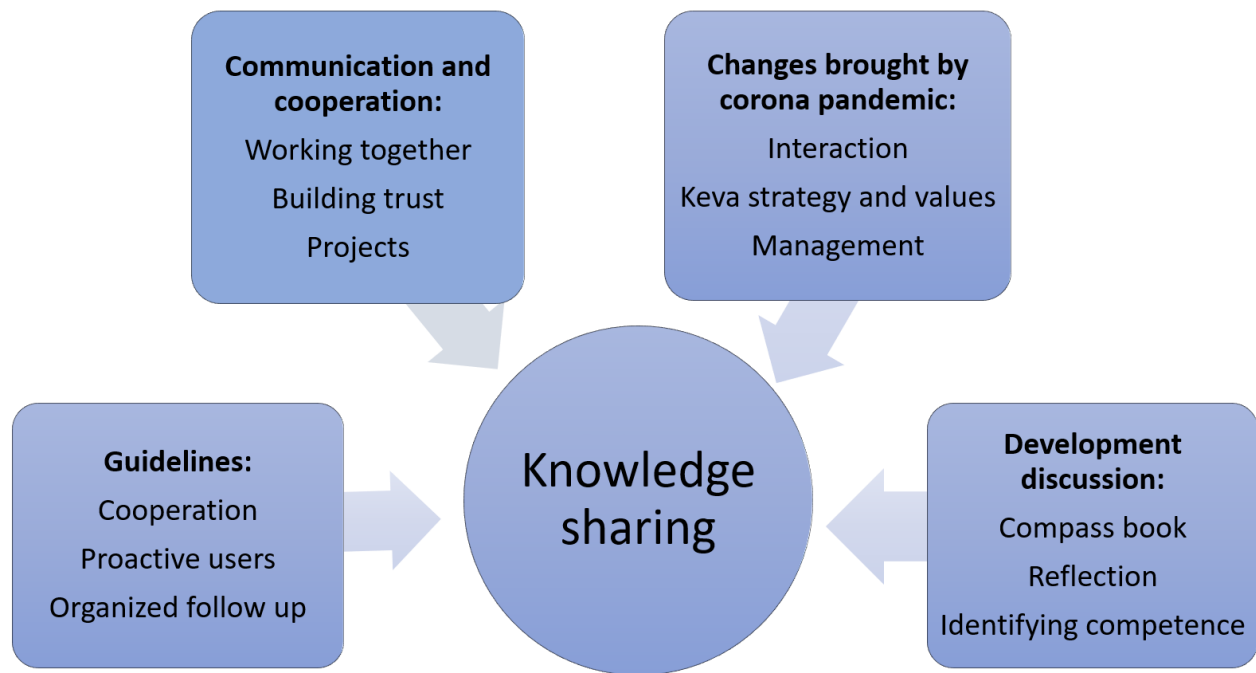 Communication and
cooperation:
Working together
Building trust
Projects
Changes brought by
corona pandemic:
Interaction
Keva strategy and values
Management
Guidelines:
Cooperation
Proactive users
Organized follow up
Knowledge
sharing
Development
discussion:
Compass book
Reflection
Identifying competence